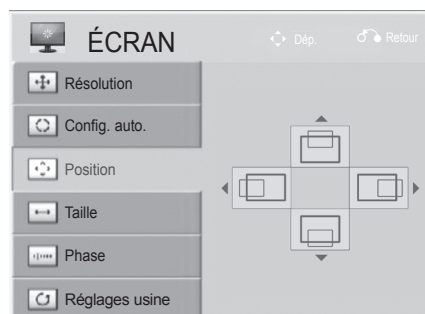 ÉCRAN
Dép.
Retour
Résolution
Config. auto.
Position
Taille
Phase
Réglages usine